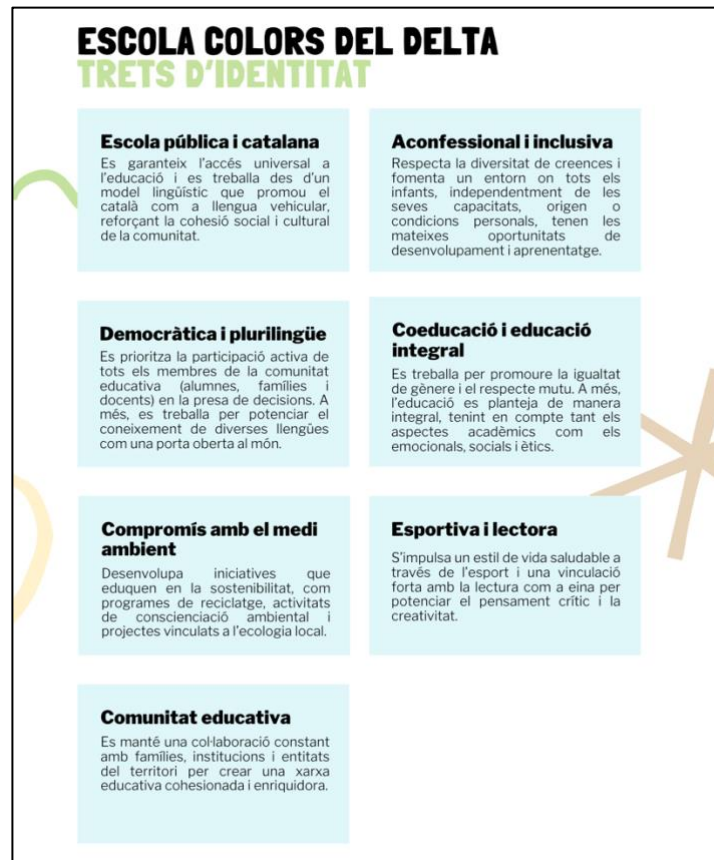 ESCOLA COLORS DEL DELTA
TRETS D'IDENTITAT
Escola pública i catalana
Es garanteix l'accés universal a
l'educació i es treballa des d'un
model lingüístic que promou el
català com a llengua vehicular,
reforçant la cohesió social i cultural
de la comunitat.
Aconfessional i inclusiva
Respecta la diversitat de creences i
fomenta un entorn on tots els
infants, independentment de les
seves capacitats, origen o
condicions personals, tenen les
mateixes oportunitats de
desenvolupament i aprenentatge.
Democràtica i plurilingüe
Es prioritza la participació activa de
tots els membres de la comunitat
educativa (alumnes, famílies i
docents) en la presa de decisions. A
més, es treballa per potenciar el
coneixement de diverses llengües
com una porta oberta al món.
Coeducació i educació
integral
Es treballa per promoure la igualtat
de gènere i el respecte mutu. A més,
l'educació es planteja de manera
integral, tenint en compte tant els
aspectes acadèmics com els
emocionals, socials i ètics.
Compromís amb el medi
ambient
Desenvolupa iniciatives que
eduquen en la sostenibilitat, com
programes de reciclatge, activitats
de conscienciació ambiental i
projectes vinculats a l'ecologia local.
Esportiva i lectora
S'impulsa un estil de vida saludable a
través de l'esport i una vinculació
forta amb la lectura com a eina per
potenciar el pensament crític i la
creativitat.
Comunitat educativa
Es manté una col·laboració constant
amb famílies, institucions i entitats
del territori per crear una xarxa
educativa cohesionada i enriquidora.